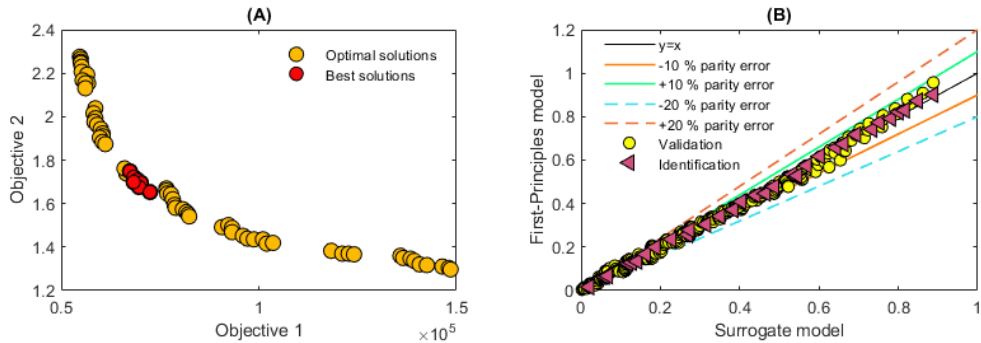 (A)
2.4
2.2
2
1.8
1.6
1.4
1.2
Objective 2
Optimal solutions
Best solutions
0.5
1
1.5
Objective 1
×10^5
(B)
1.2
1
0.8
0.6
0.4
0.2
0
First-Principles model
y=x
-10 % parity error
+10 % parity error
-20 % parity error
+20 % parity error
Validation
Identification
0
0.2
0.4
0.6
0.8
1
Surrogate model